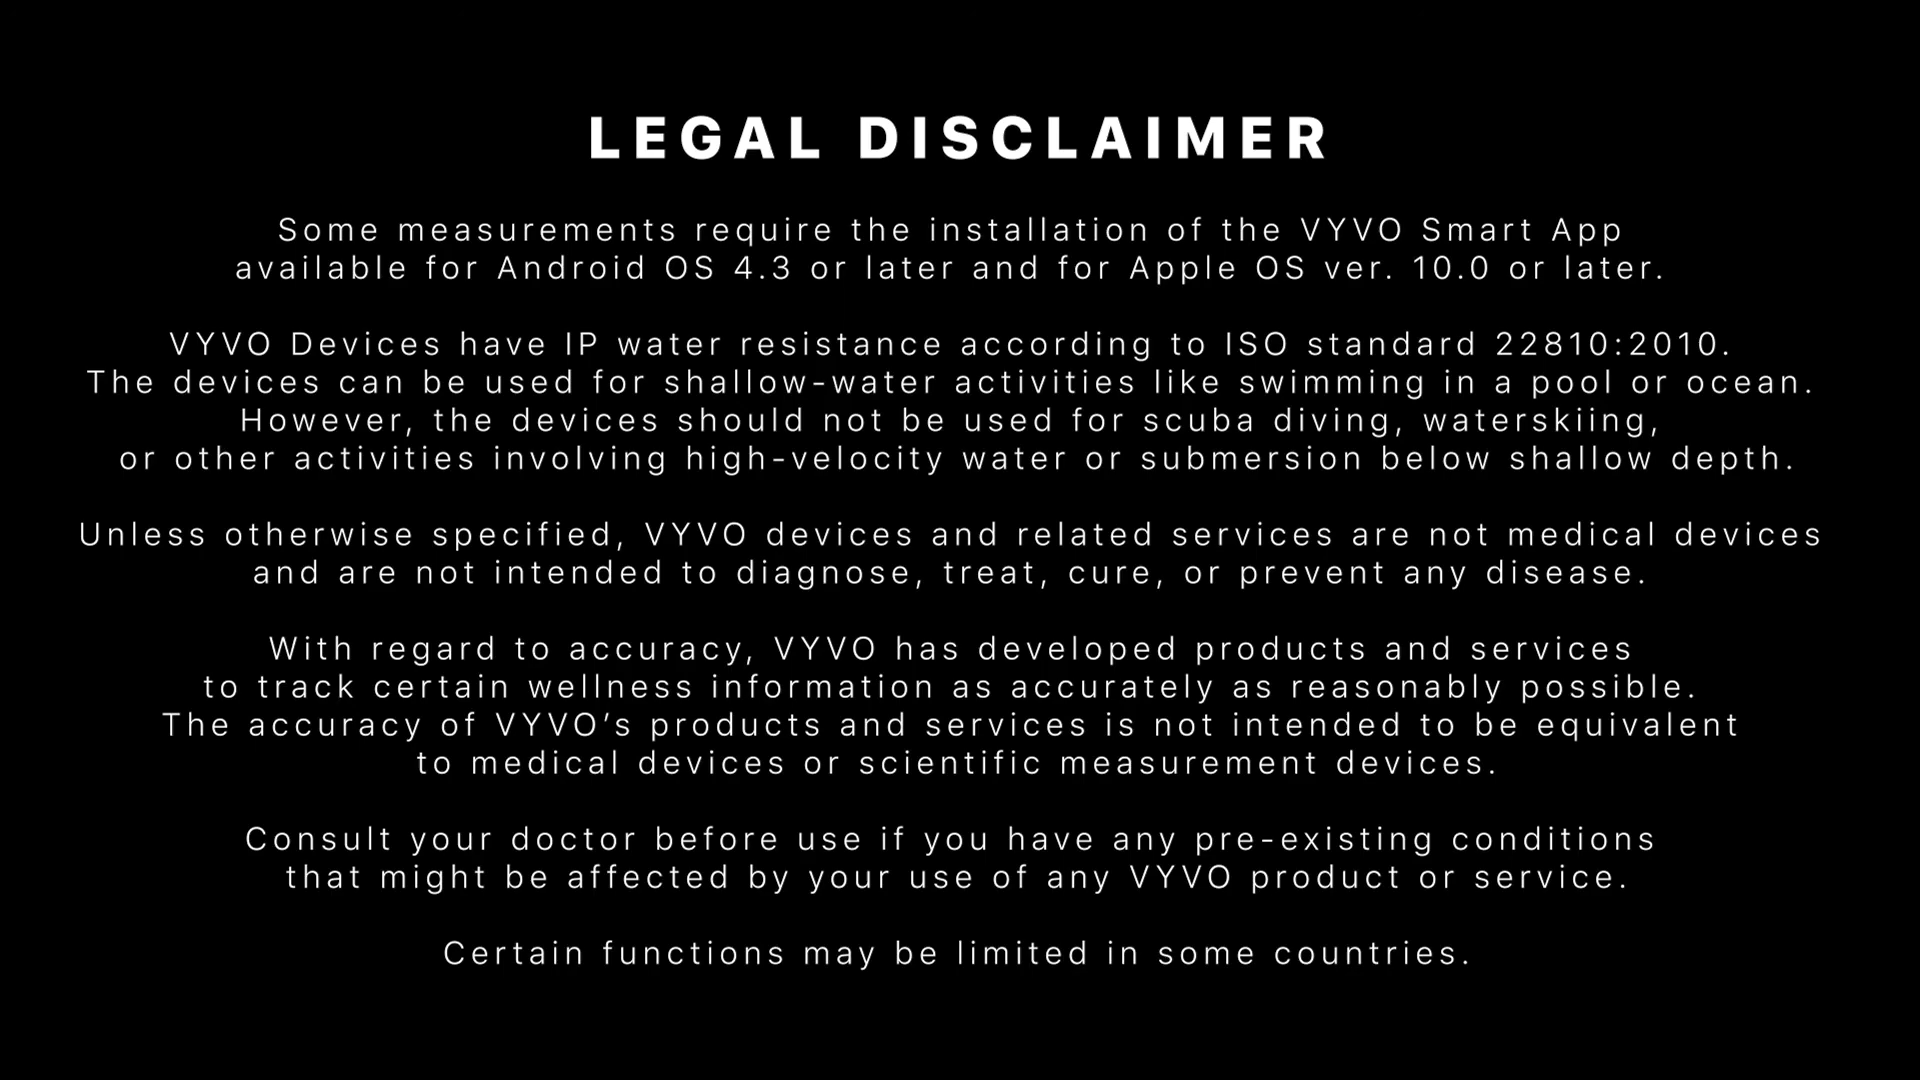 LEGAL DISCLAIMER
Some measurements require the installation of the VYVO Smart App
available for Android OS 4.3 or later and for Apple OS ver. 10.0 or later.
VYVO Devices have IP water resistance according to ISO standard 22810:2010.
The devices can be used for shallow-water activities like swimming in a pool or ocean.
However, the devices should not be used for scuba diving, waterskiing,
or other activities involving high-velocity water or submersion below shallow depth.
Unless otherwise specified, VYVO devices and related services are not medical devices
and are not intended to diagnose, treat, cure, or prevent any disease.
With regard to accuracy, VYVO has developed products and services
to track certain wellness information as accurately as reasonably possible.
The accuracy of VYVO’s products and services is not intended to be equivalent
to medical devices or scientific measurement devices.
Consult your doctor before use if you have any pre-existing conditions
that might be affected by your use of any VYVO product or service.
Certain functions may be limited in some countries.